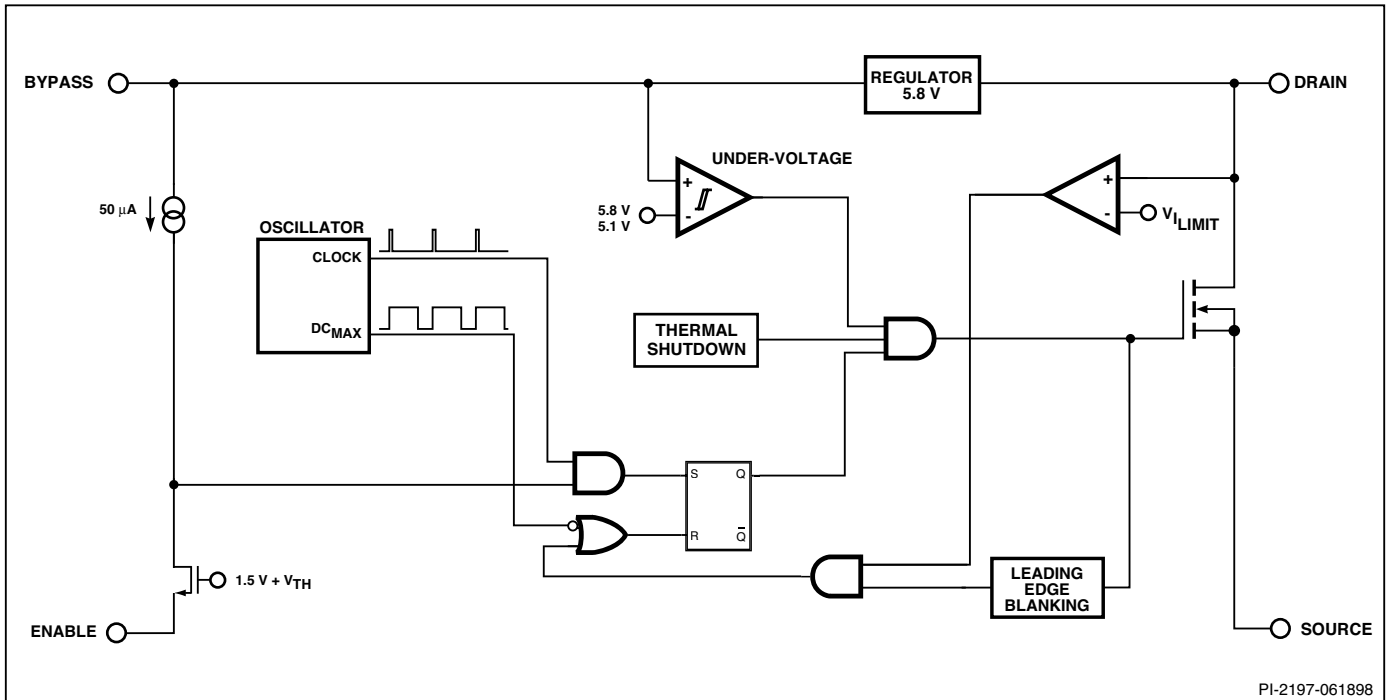 BYPASS
REGULATOR
5.8 V
DRAIN
UNDER-VOLTAGE
+
-
5.8 V
5.1 V
+
-
VILIMIT
50 µA
OSCILLATOR
CLOCK
DCMAX
THERMAL
SHUTDOWN
S
Q
R
Q̅
1.5 V + VTH
LEADING
EDGE
BLANKING
ENABLE
SOURCE
PI-2197-061898